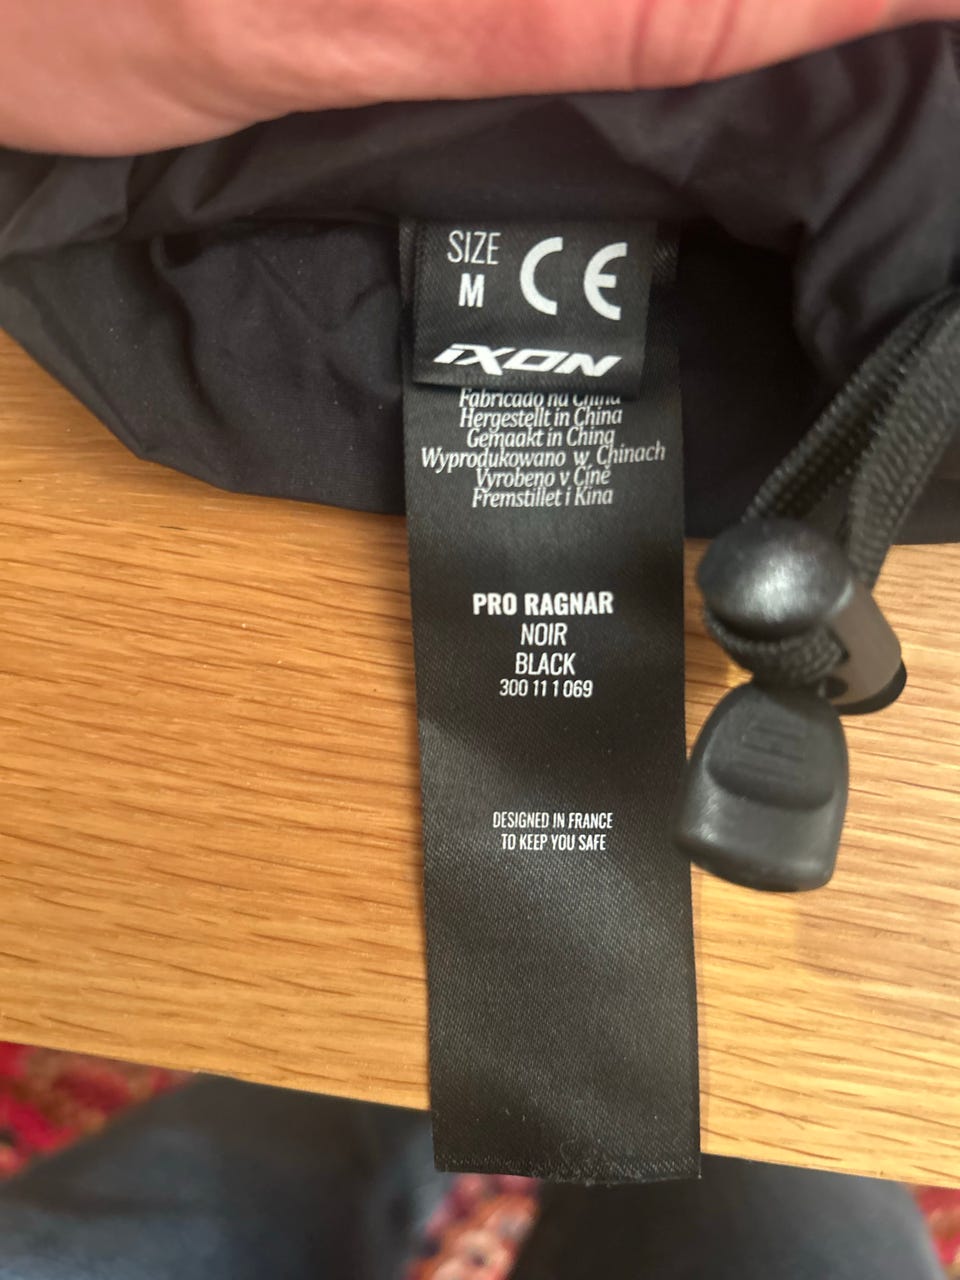 SIZE
M
CE
iXON
Fabricado na China
Hergestellt in China
Gemaakt in China
Wyprodukowano w Chinach
Vyrobeno v Číně
Fremstillet i Kina
PRO RAGNAR
NOIR
BLACK
300 11 1 069
DESIGNED IN FRANCE
TO KEEP YOU SAFE